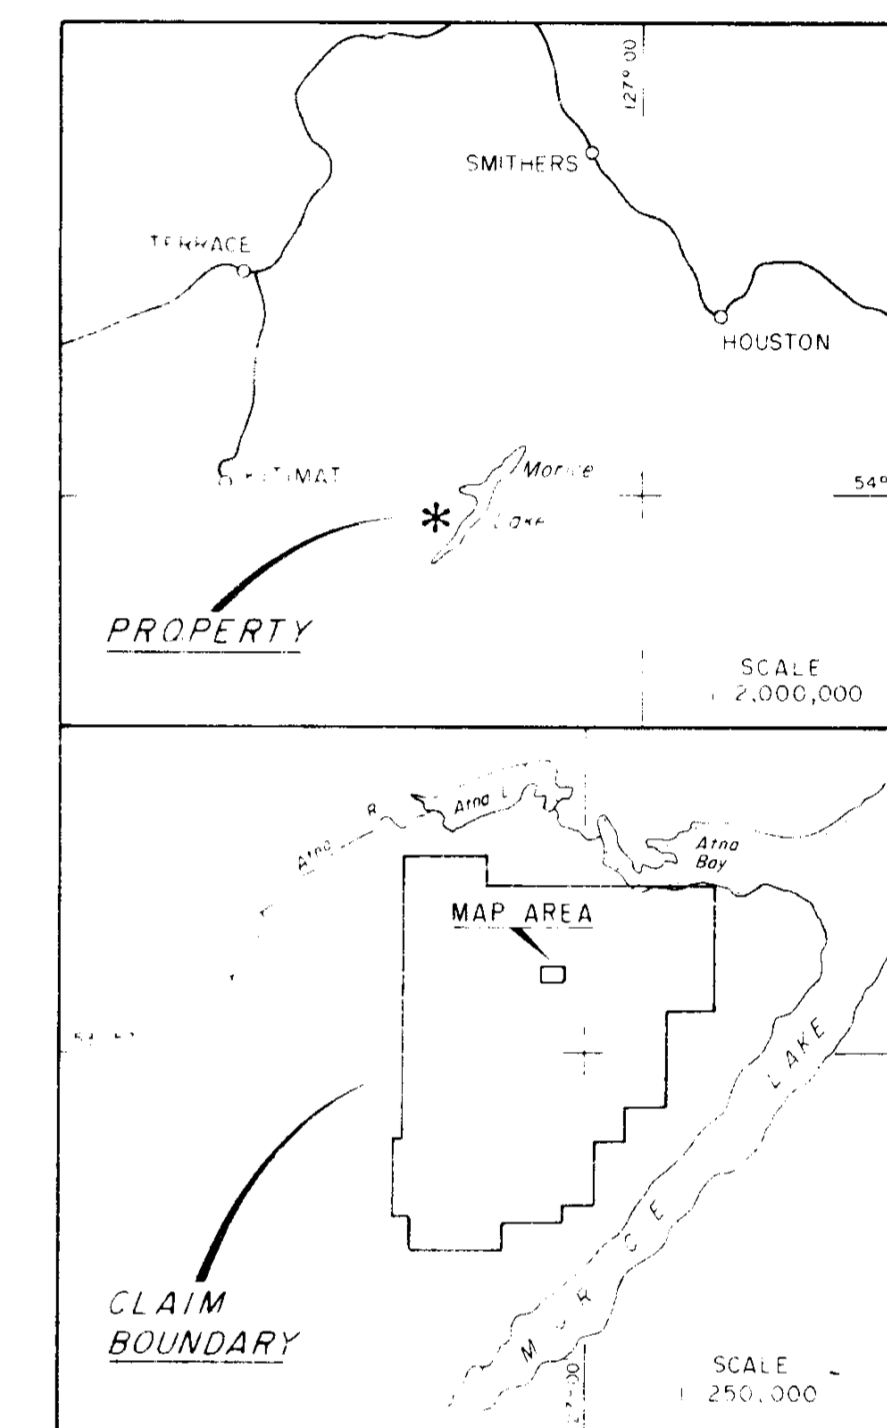 127° 00
SMITHERS
TERRACE
HOUSTON
Morice
54°
Lake
PROPERTY
SCALE
2,000,000
Atna R
Atna L
Atna
Bay
MAP AREA
LAKE
CLAIM
BOUNDARY
SCALE
1 250,000